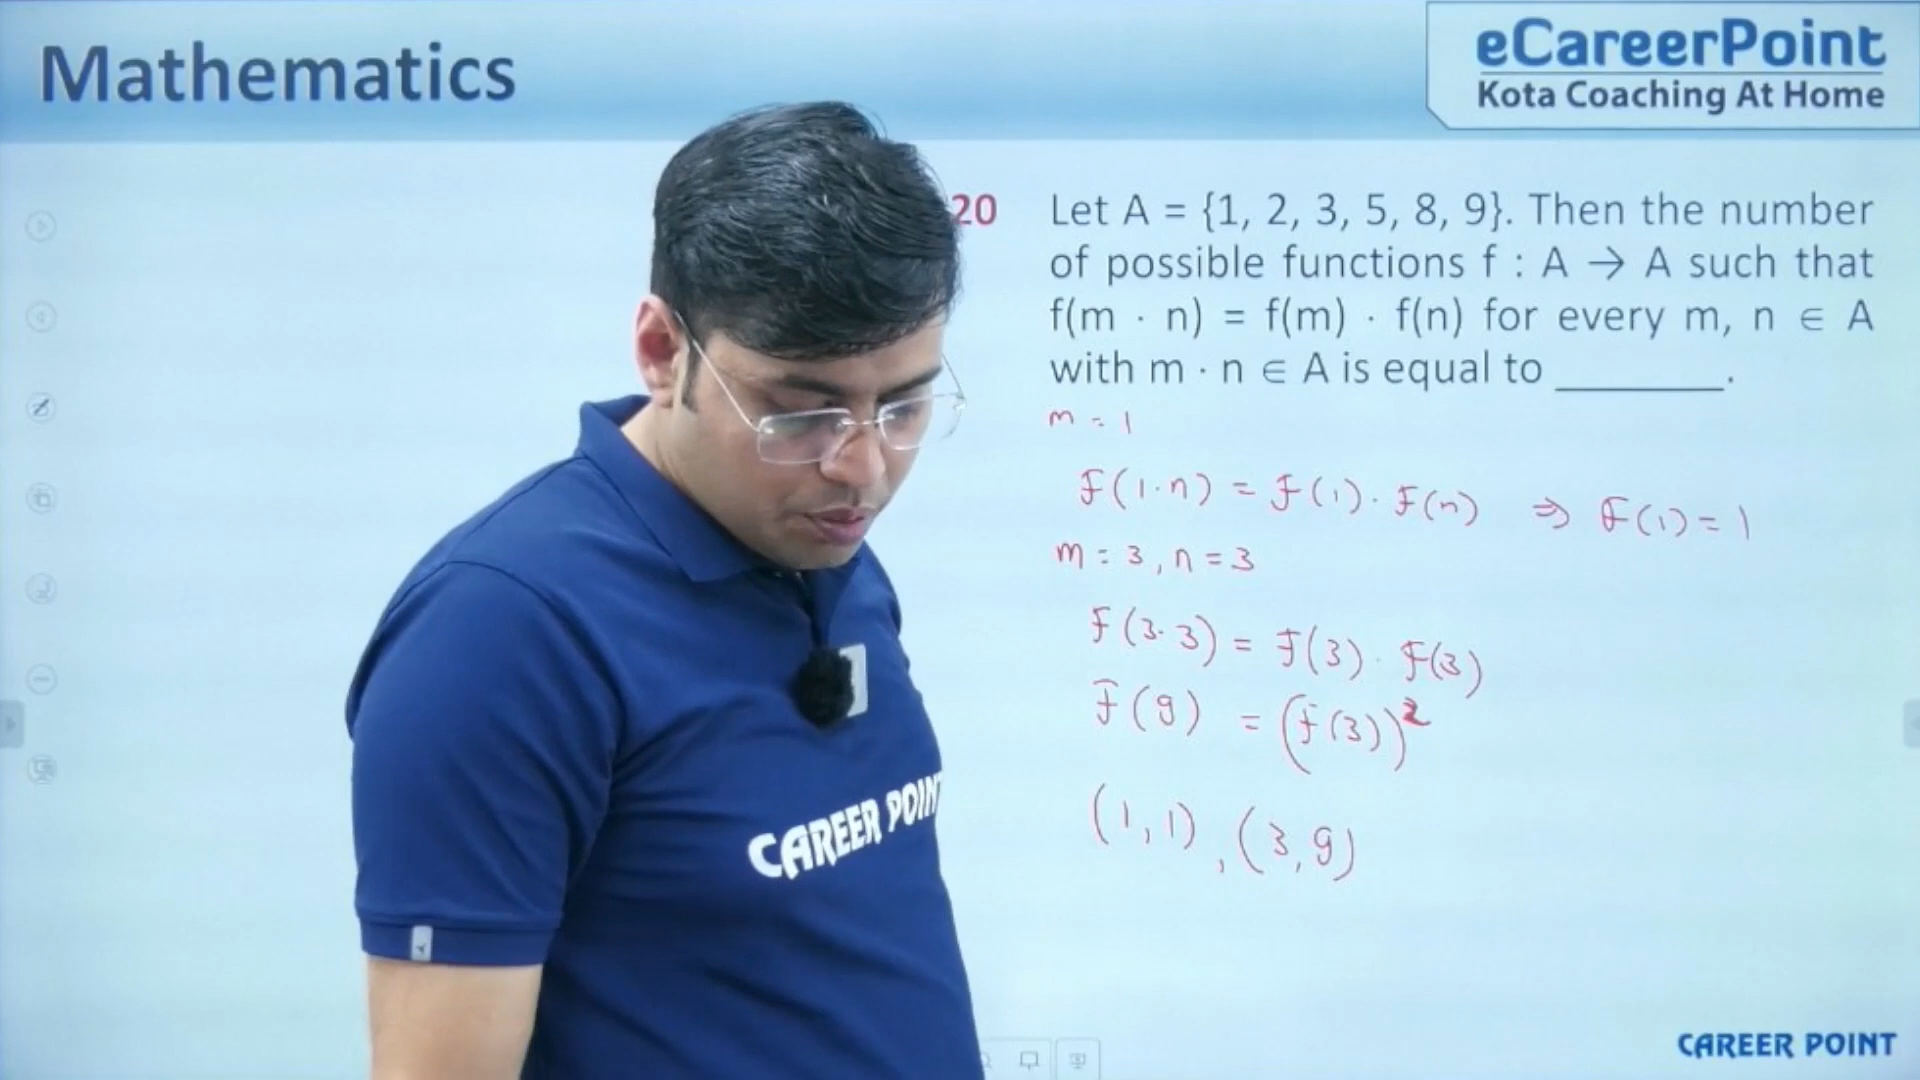 Mathematics
eCareerPoint
Kota Coaching At Home
20 Let A = {1, 2, 3, 5, 8, 9}. Then the number
of possible functions f : A → A such that
f(m · n) = f(m) · f(n) for every m, n ∈ A
with m · n ∈ A is equal to ________.
m = 1
f(1·n) = f(1) · f(n) ⇒ f(1) = 1
m = 3, n = 3
f(3·3) = f(3) · f(3)
f(9) = (f(3))²
(1,1), (3,9)
CAREER POINT
CAREER POINT